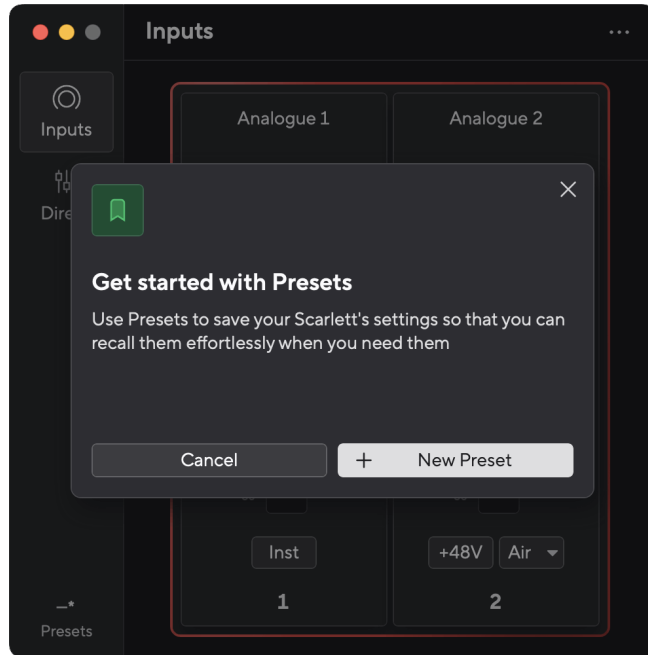 Inputs
Inputs
Analogue 1
Analogue 2
Get started with Presets
Use Presets to save your Scarlett's settings so that you can
recall them effortlessly when you need them
Cancel
+ New Preset
Inst
+48V
Air
1
2
Presets